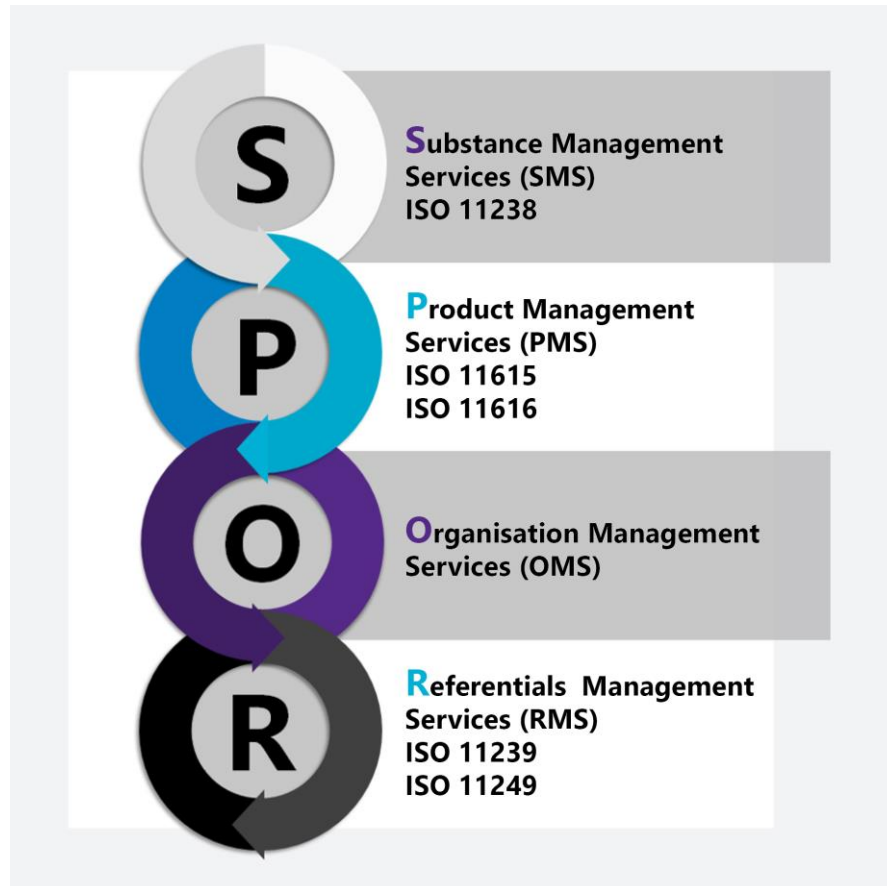 S
Substance Management
Services (SMS)
ISO 11238
P
Product Management
Services (PMS)
ISO 11615
ISO 11616
O
Organisation Management
Services (OMS)
R
Referentials  Management
Services (RMS)
ISO 11239
ISO 11249